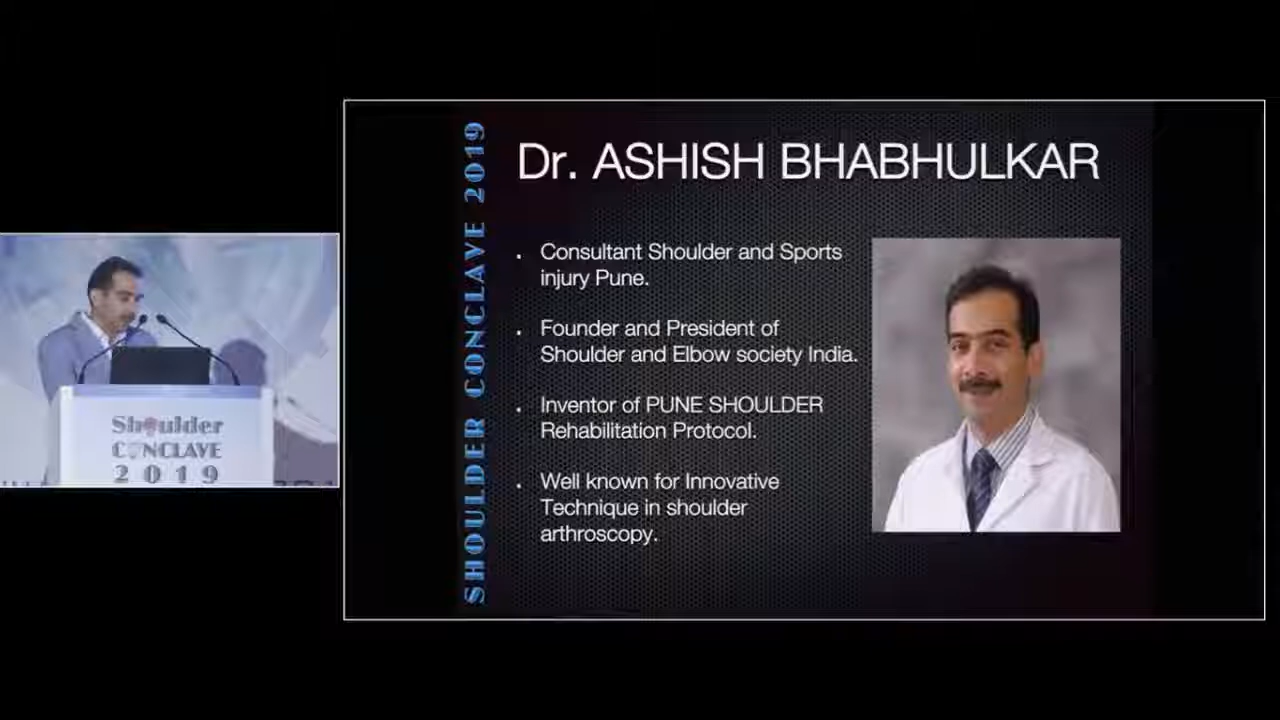 SHOULDER CONCLAVE 2019
Dr. ASHISH BHABHULKAR
. Consultant Shoulder and Sports
injury Pune.
. Founder and President of
Shoulder and Elbow society India.
. Inventor of PUNE SHOULDER
Rehabilitation Protocol.
. Well known for Innovative
Technique in shoulder
arthroscopy.
Shoulder
CONCLAVE
2019